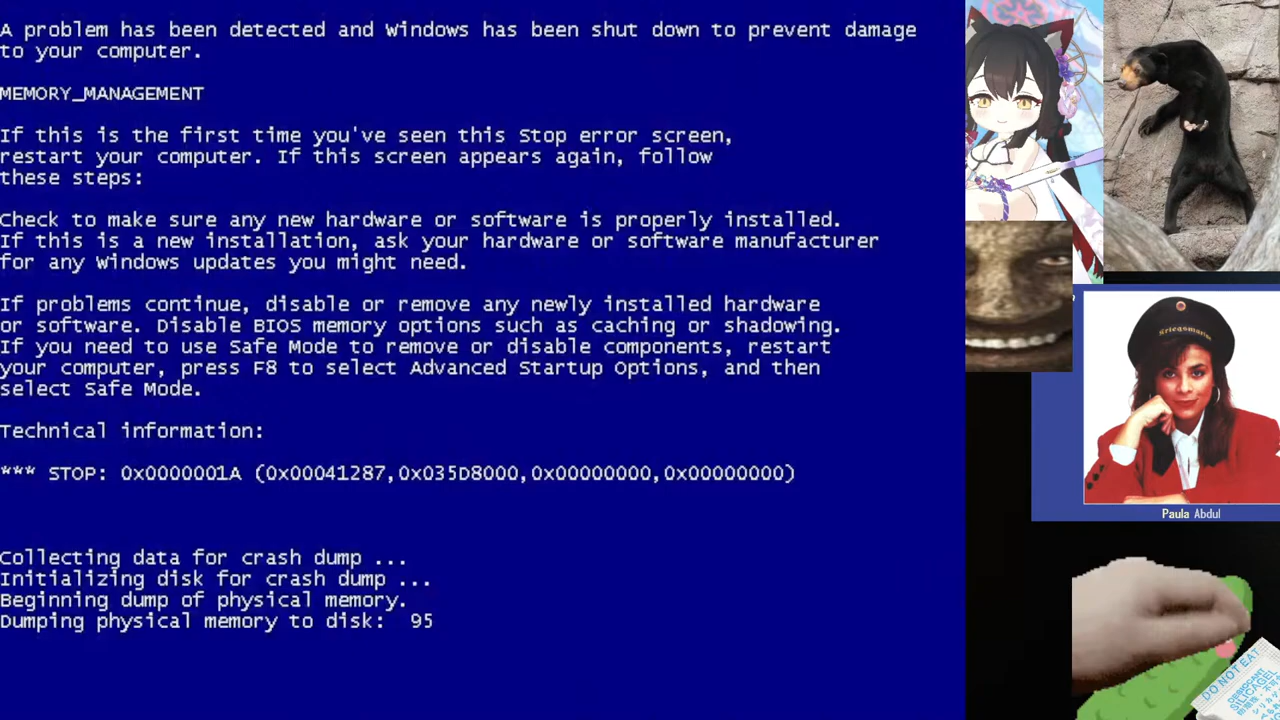 A problem has been detected and Windows has been shut down to prevent damage
to your computer.
MEMORY_MANAGEMENT
If this is the first time you've seen this Stop error screen,
restart your computer. If this screen appears again, follow
these steps:
Check to make sure any new hardware or software is properly installed.
If this is a new installation, ask your hardware or software manufacturer
for any Windows updates you might need.
If problems continue, disable or remove any newly installed hardware
or software. Disable BIOS memory options such as caching or shadowing.
If you need to use Safe Mode to remove or disable components, restart
your computer, press F8 to select Advanced Startup Options, and then
select Safe Mode.
Technical information:
*** STOP: 0x0000001A (0x00041287,0x035D8000,0x00000000,0x00000000)
Collecting data for crash dump ...
Initializing disk for crash dump ...
Beginning dump of physical memory.
Dumping physical memory to disk:  95
Paula Abdul
DO NOT EAT
DESICCANT
SILICAGEL